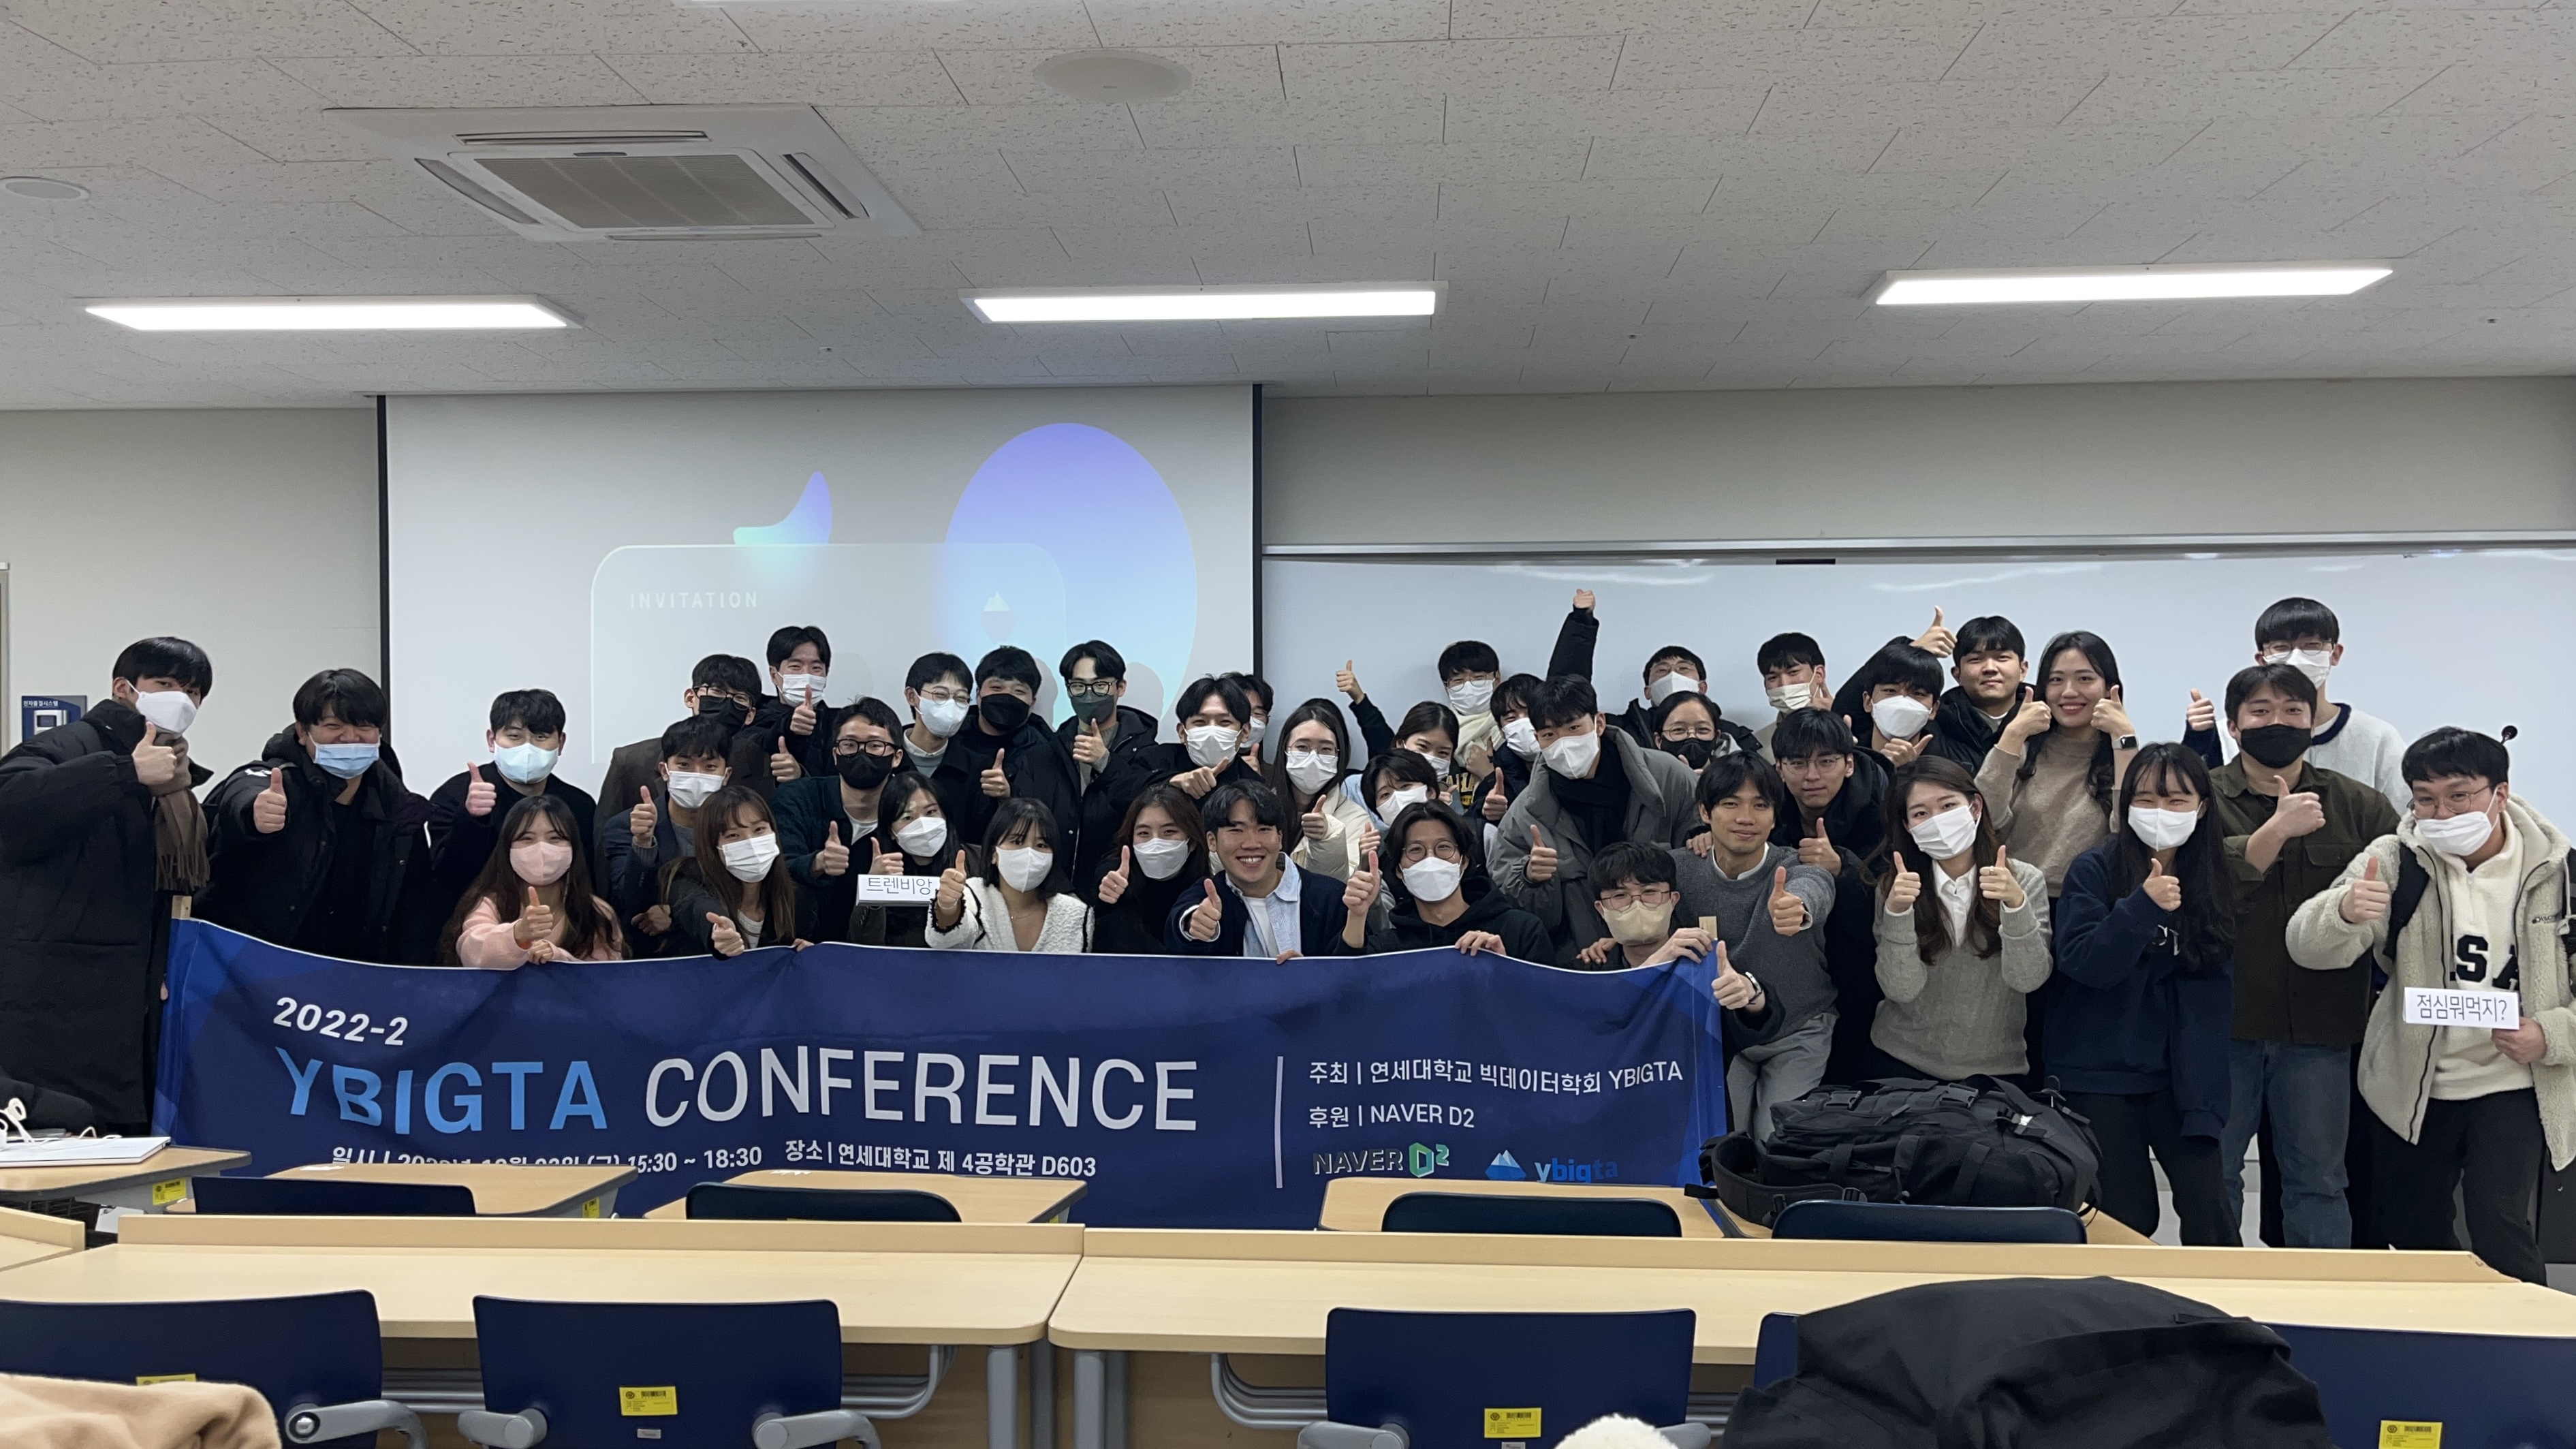 INVITATION
트렌비앙
점심뭐먹지?
2022-2
YBIGTA CONFERENCE
15:30 ~ 18:30 장소 | 연세대학교 제 4공학관 D603
주최 | 연세대학교 빅데이터학회 YBIGTA
후원 | NAVER D2
NAVER D2
ybigta